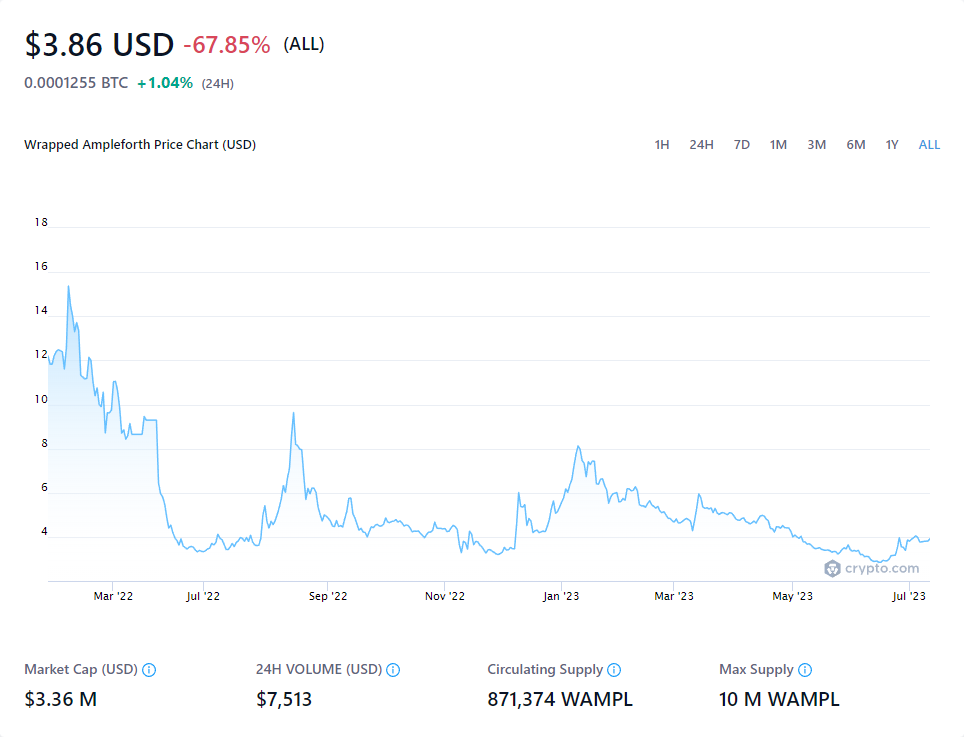 $3.86 USD -67.85% (ALL)
0.0001255 BTC +1.04% (24H)
Wrapped Ampleforth Price Chart (USD) 1H 24H 7D 1M 3M 6M 1Y ALL
18
16
14
12
10
8
6
4
crypto.com
Mar '22 Jul '22 Sep '22 Nov '22 Jan '23 Mar '23 May '23 Jul '23
Market Cap (USD) 24H VOLUME (USD) Circulating Supply Max Supply
$3.36 M $7,513 871,374 WAMPL 10 M WAMPL